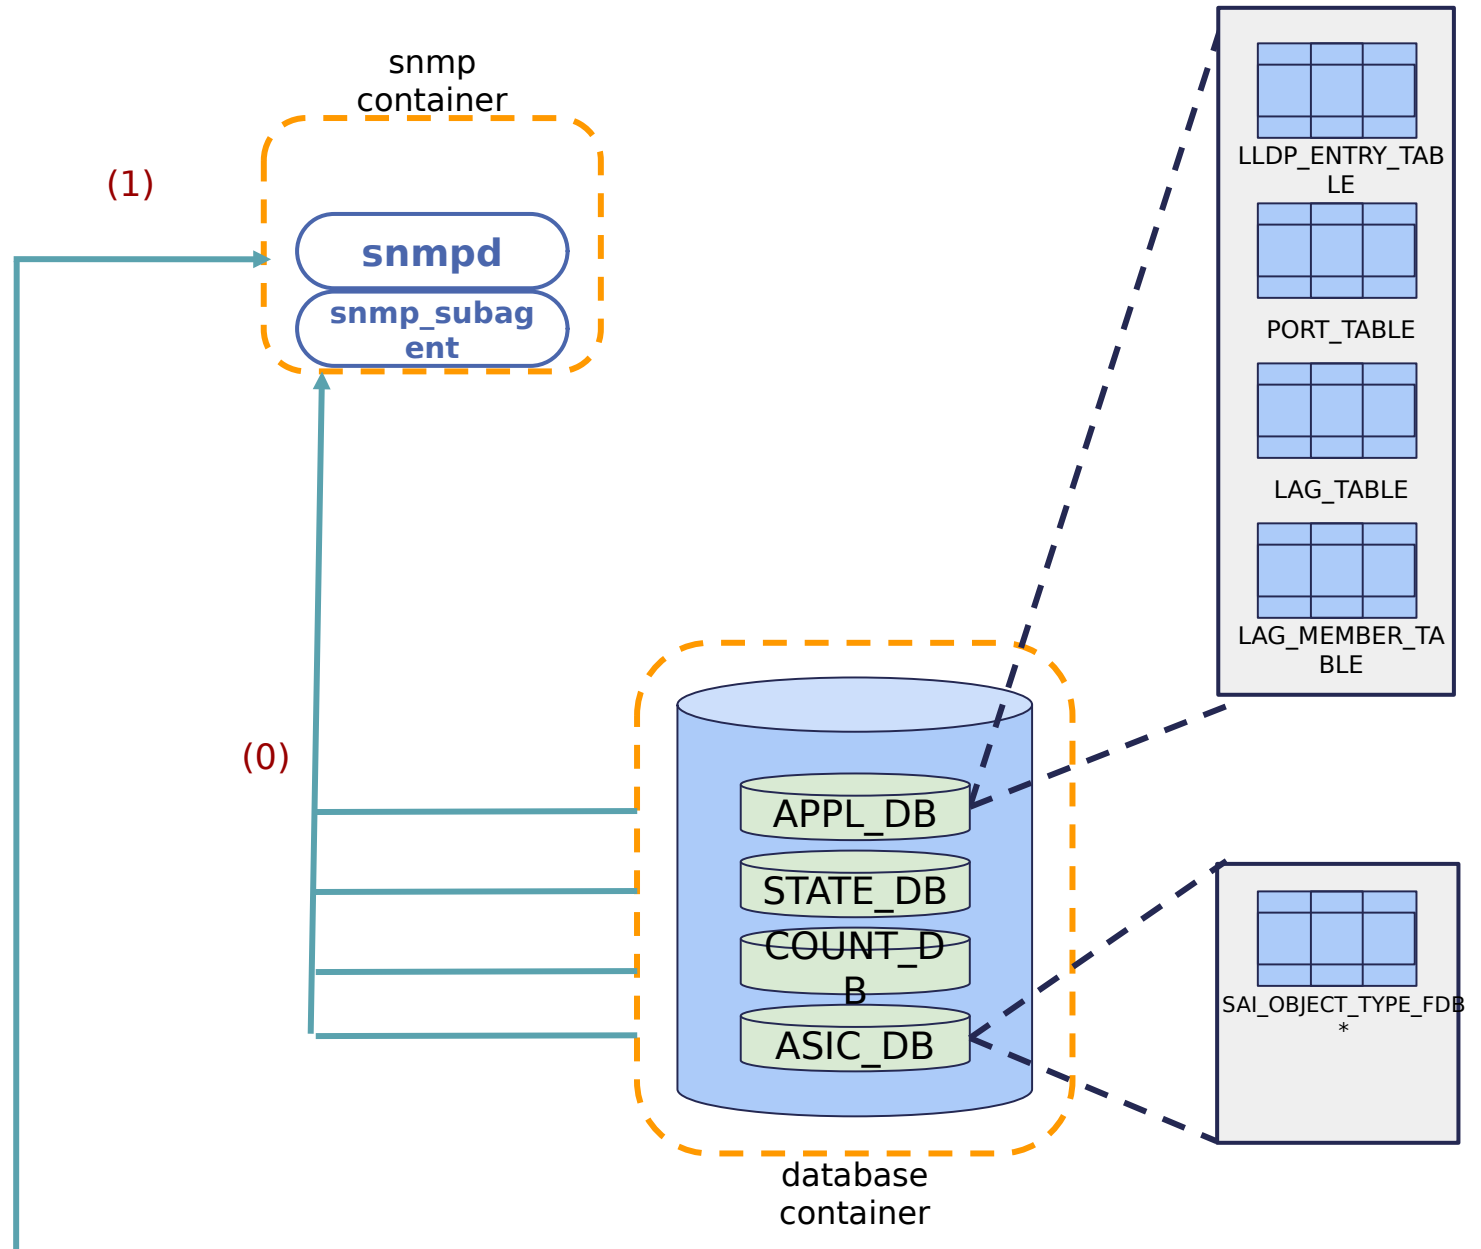 snmp
container
(1)
snmpd
snmp_subag
ent
(0)
LLDP_ENTRY_TAB
LE
PORT_TABLE
LAG_TABLE
LAG_MEMBER_TA
BLE
APPL_DB
STATE_DB
COUNT_D
B
ASIC_DB
SAI_OBJECT_TYPE_FDB
*
database
container